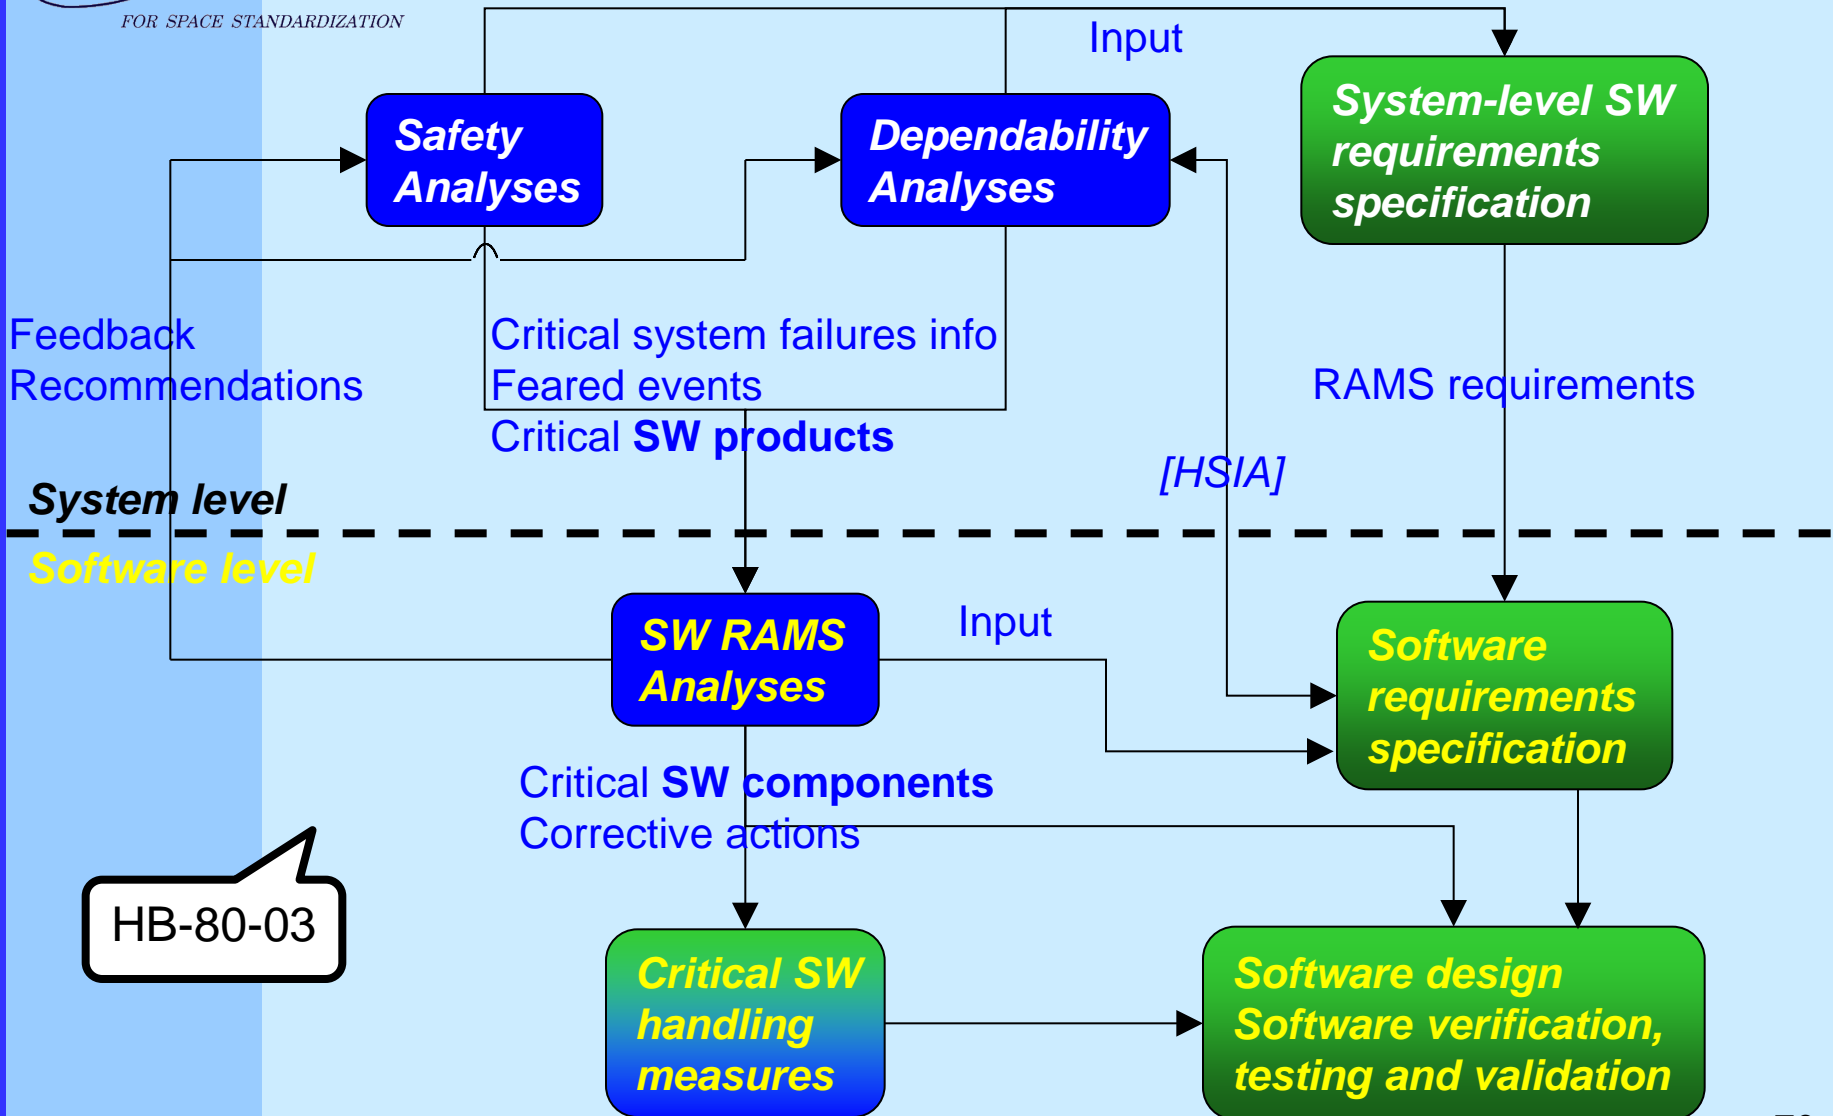 FOR SPACE STANDARDIZATION
Input
Safety
Analyses
Dependability
Analyses
System-level SW
requirements
specification
Feedback
Recommendations
Critical system failures info
Feared events
Critical SW products
RAMS requirements
[HSIA]
System level
Software level
SW RAMS
Analyses
Input
Software
requirements
specification
Critical SW components
Corrective actions
HB-80-03
Critical SW
handling
measures
Software design
Software verification,
testing and validation